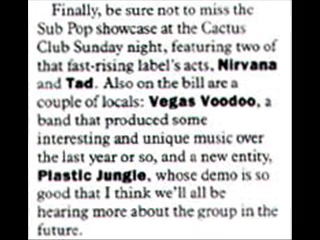 Finally, be sure not to miss the
Sub Pop showcase at the Cactus
Club Sunday night, featuring two of
that fast-rising label's acts, Nirvana
and Tad. Also on the bill are a
couple of locals: Vegas Voodoo, a
band that produced some
interesting and unique music over
the last year or so, and a new entity,
Plastic Jungle, whose demo is so
good that I think we'll all be
hearing more about the group in the
future.